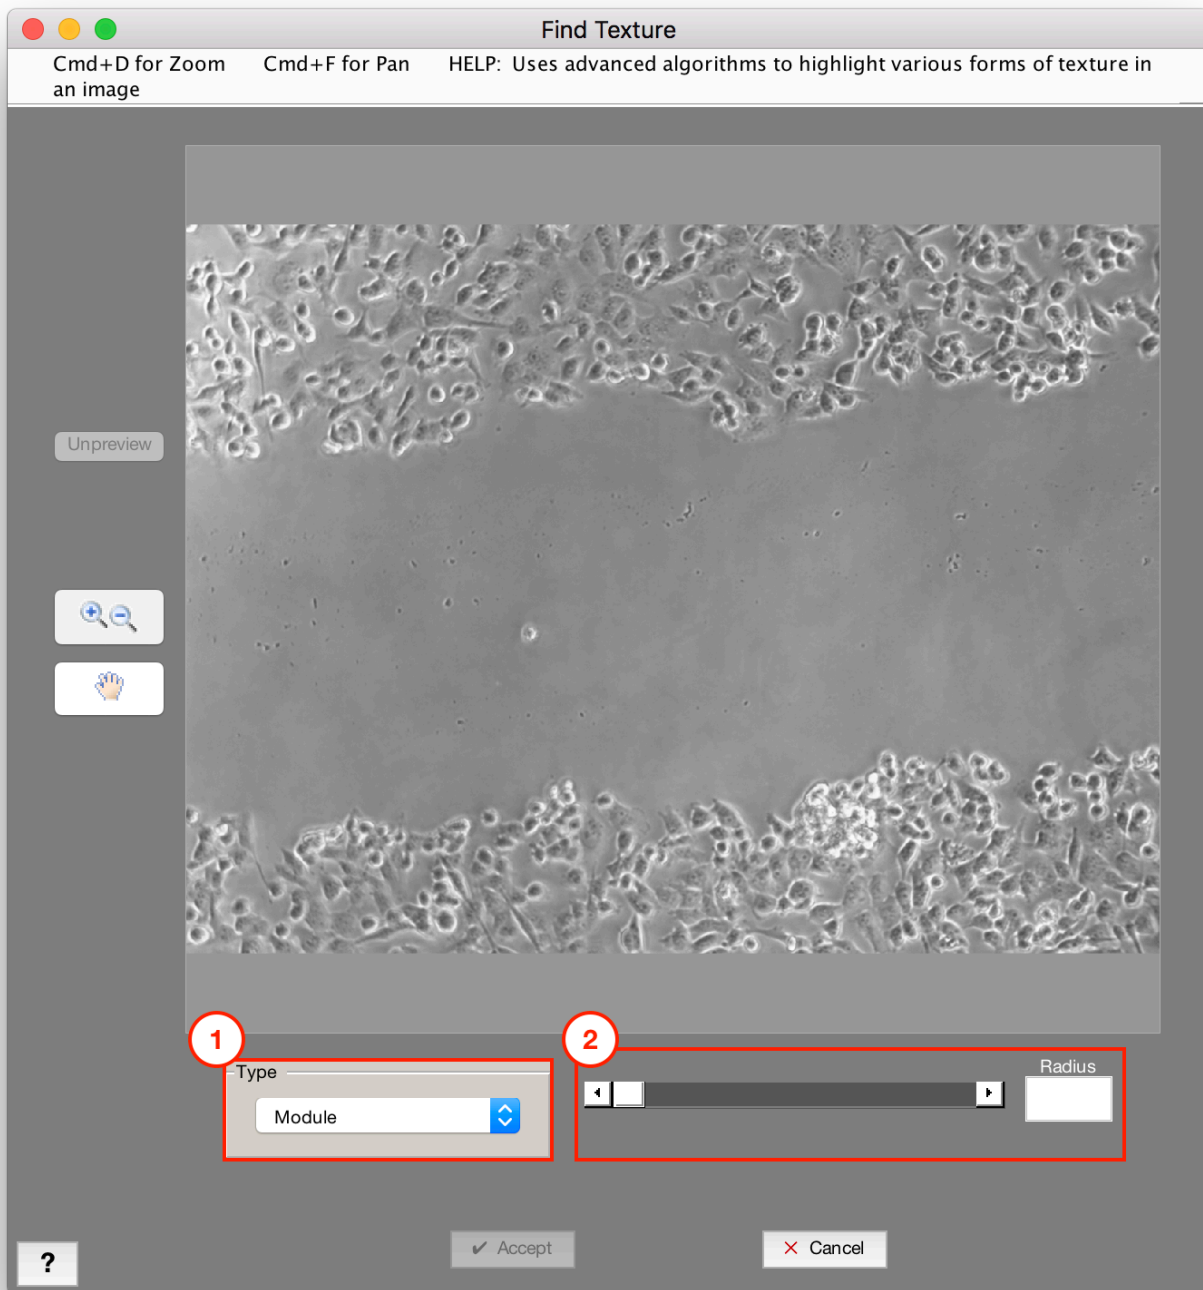 Find Texture
Cmd+D for Zoom Cmd+F for Pan HELP: Uses advanced algorithms to highlight various forms of texture in
an image
Unpreview
1
2
Type
Radius
Module
✔ Accept
✕ Cancel
?